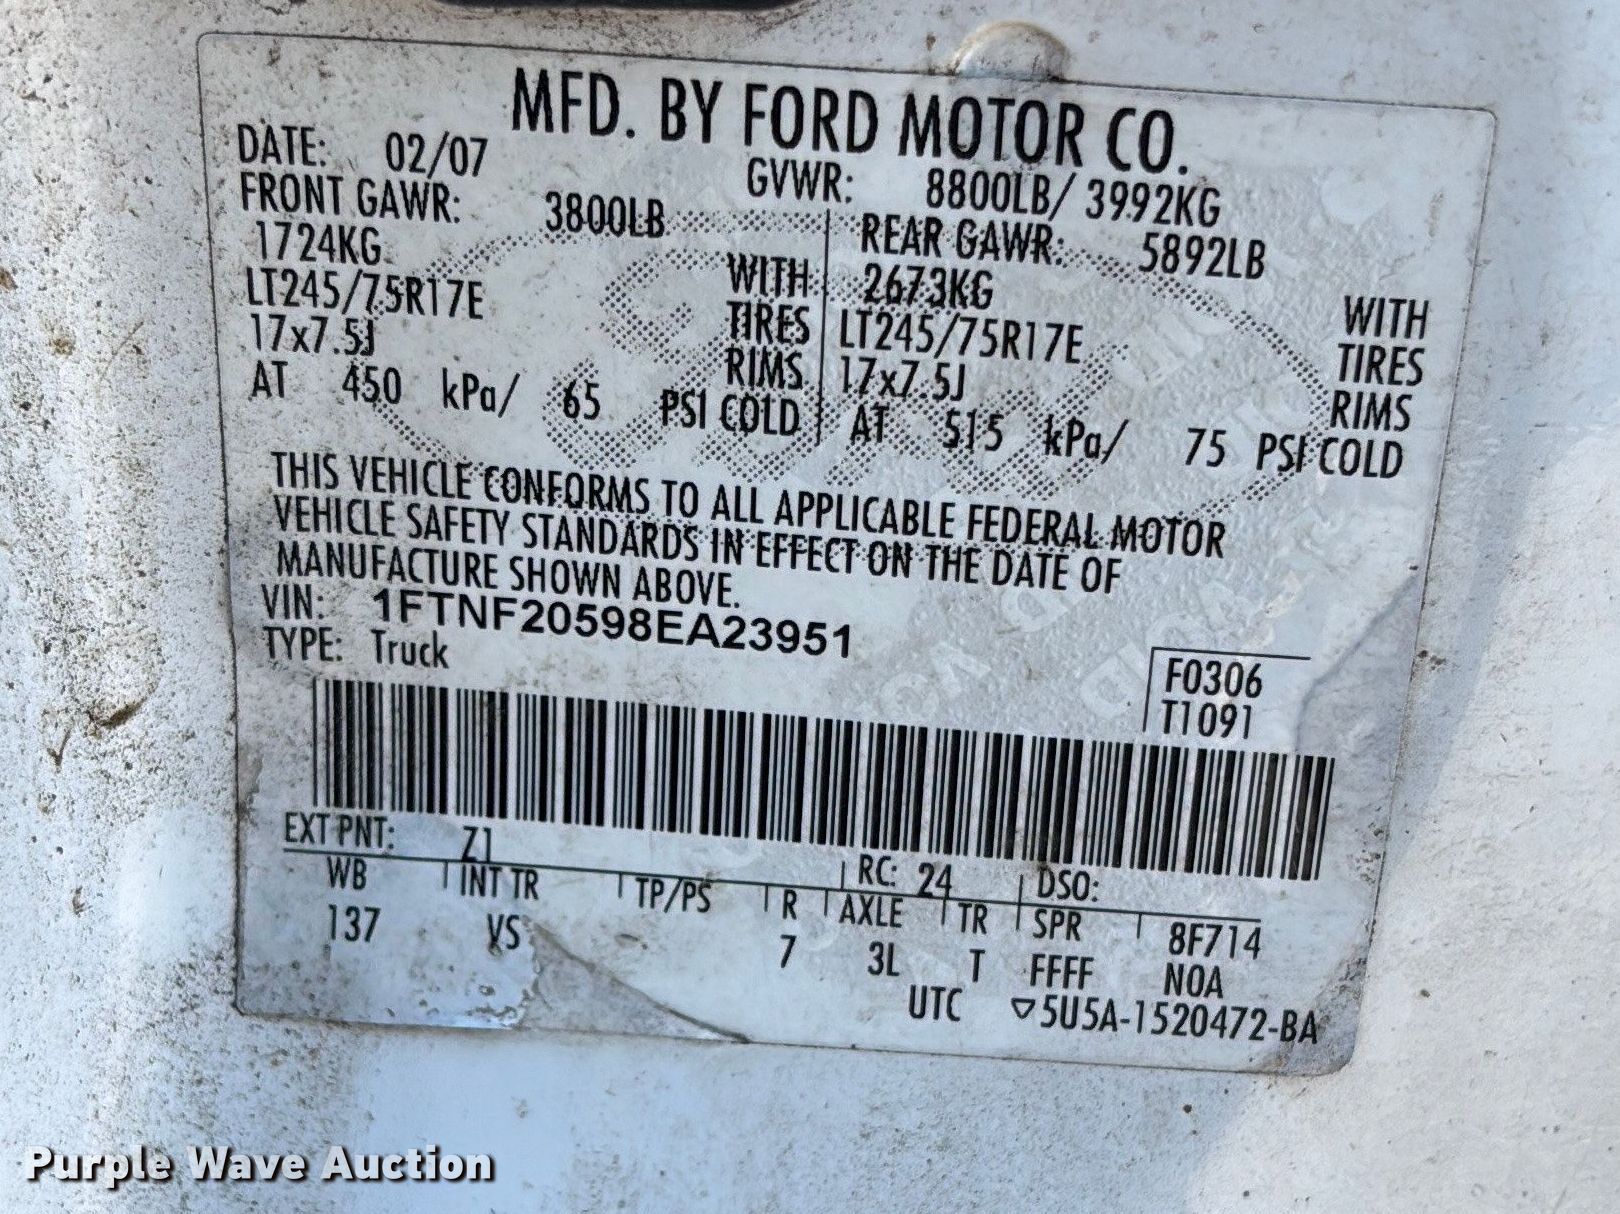 MFD. BY FORD MOTOR CO.
DATE: 02/07 GVWR: 8800LB/ 3992KG
FRONT GAWR: 3800LB REAR GAWR: 5892LB
1724KG WITH 2673KG WITH
LT245/75R17E TIRES LT245/75R17E TIRES
17x7.5J RIMS 17x7.5J RIMS
AT 450 kPa/ 65 PSI COLD AT 515 kPa/ 75 PSI COLD
THIS VEHICLE CONFORMS TO ALL APPLICABLE FEDERAL MOTOR
VEHICLE SAFETY STANDARDS IN EFFECT ON THE DATE OF
MANUFACTURE SHOWN ABOVE.
VIN: 1FTNF20598EA23951
TYPE: Truck
F0306
T1091
EXT PNT: Z1 RC: 24 DSO:
WB INT TR TP/PS R AXLE TR SPR 8F714
137 VS 7 3L T FFFF N0A
UTC ▽5U5A-1520472-BA
Purple Wave Auction